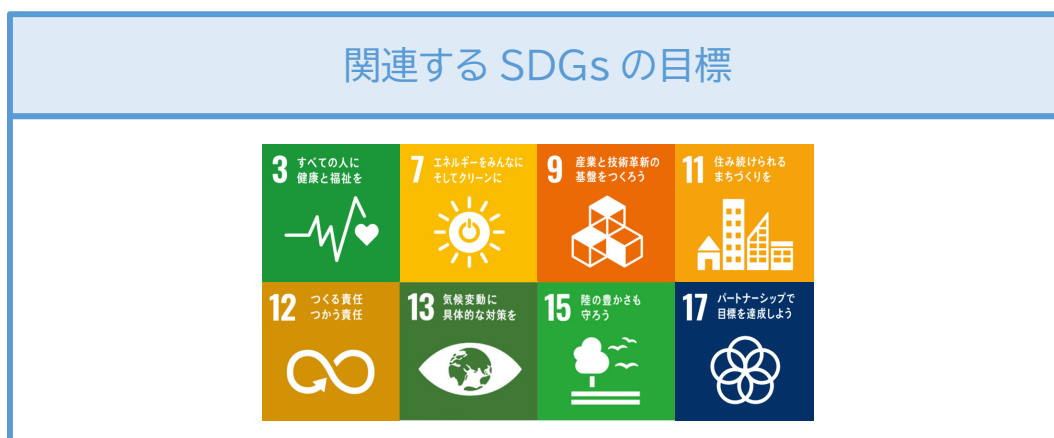 関連する SDGs の目標
3 すべての人に
健康と福祉を
7 エネルギーをみんなに
そしてクリーンに
9 産業と技術革新の
基盤をつくろう
11 住み続けられる
まちづくりを
12 つくる責任
つかう責任
13 気候変動に
具体的な対策を
15 陸の豊かさも
守ろう
17 パートナーシップで
目標を達成しよう